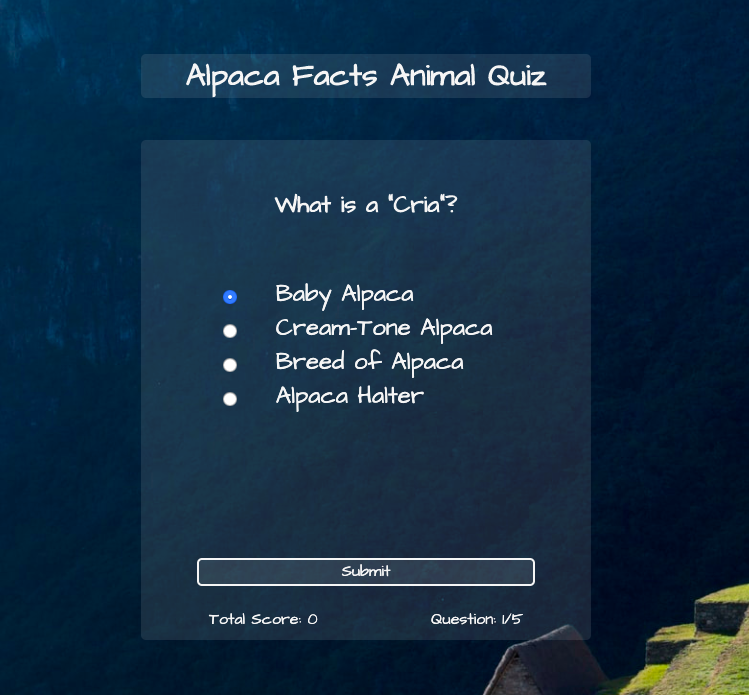 Alpaca Facts Animal Quiz
What is a "Cria"?
Baby Alpaca
Cream-Tone Alpaca
Breed of Alpaca
Alpaca Halter
Submit
Total Score: 0
Question: 1/5